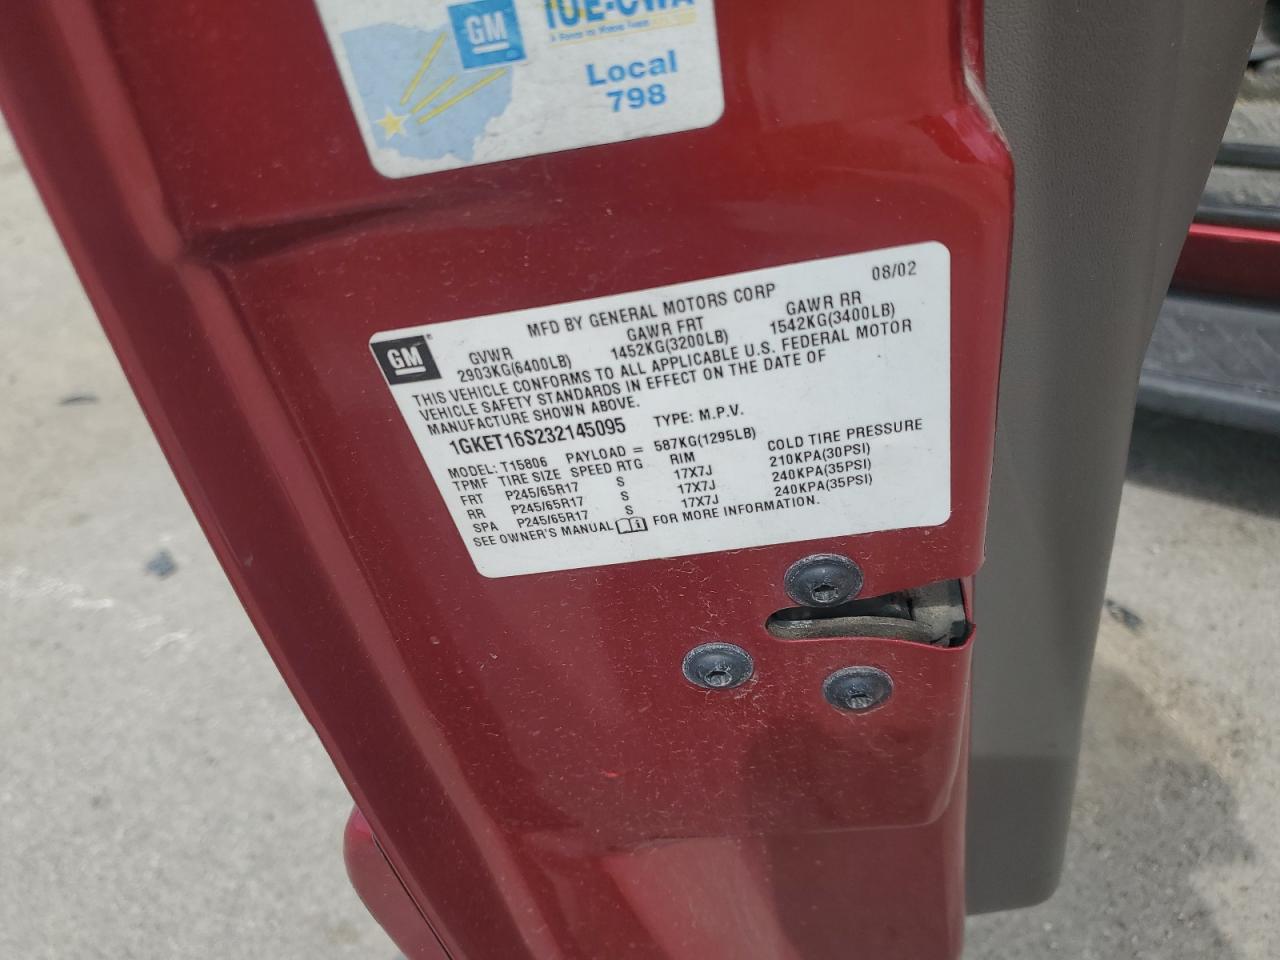 GM
IUE-CWA
Local
798
08/02
MFD BY GENERAL MOTORS CORP
GM
GVWR GAWR FRT GAWR RR
2903KG(6400LB) 1452KG(3200LB) 1542KG(3400LB)
THIS VEHICLE CONFORMS TO ALL APPLICABLE U.S. FEDERAL MOTOR
VEHICLE SAFETY STANDARDS IN EFFECT ON THE DATE OF
MANUFACTURE SHOWN ABOVE.
1GKET16S232145095 TYPE: M.P.V.
MODEL: T15806 PAYLOAD = 587KG(1295LB)
TPMF TIRE SIZE SPEED RTG RIM COLD TIRE PRESSURE
FRT P245/65R17 S 17X7J 210KPA(30PSI)
RR P245/65R17 S 17X7J 240KPA(35PSI)
SPA P245/65R17 S 17X7J 240KPA(35PSI)
SEE OWNER'S MANUAL FOR MORE INFORMATION.